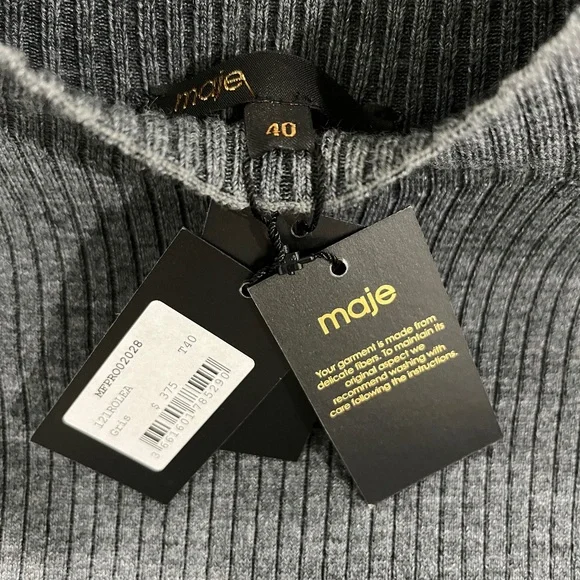 maje
40
maje
Your garment is made from
delicate fibers. To maintain its
original aspect we
recommend washing with
care following the instructions.
MFPRO02028
121ROLEA
Gris
$ 375
T40
3661601785290